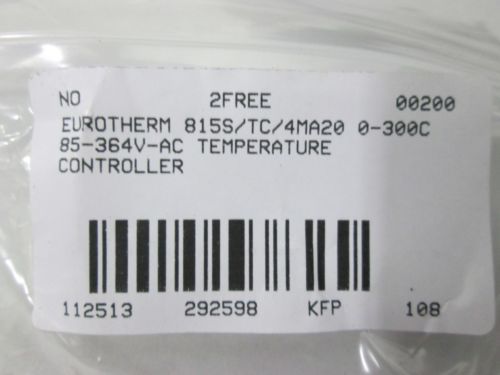 NO 2FREE 00200
EUROTHERM 815S/TC/4MA20 0-300C
85-364V-AC TEMPERATURE
CONTROLLER
112513 292598 KFP 108